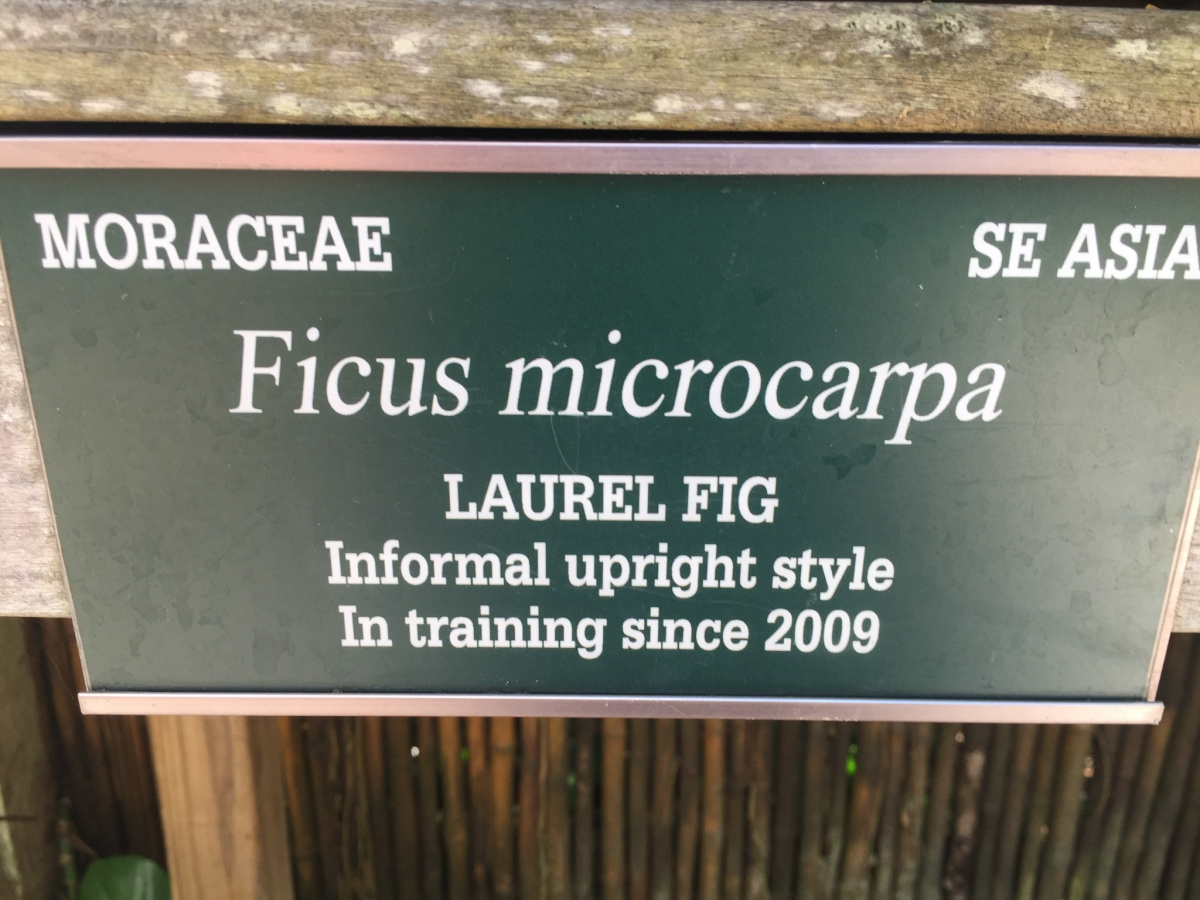 MORACEAE SE ASIA
Ficus microcarpa
LAUREL FIG
Informal upright style
In training since 2009